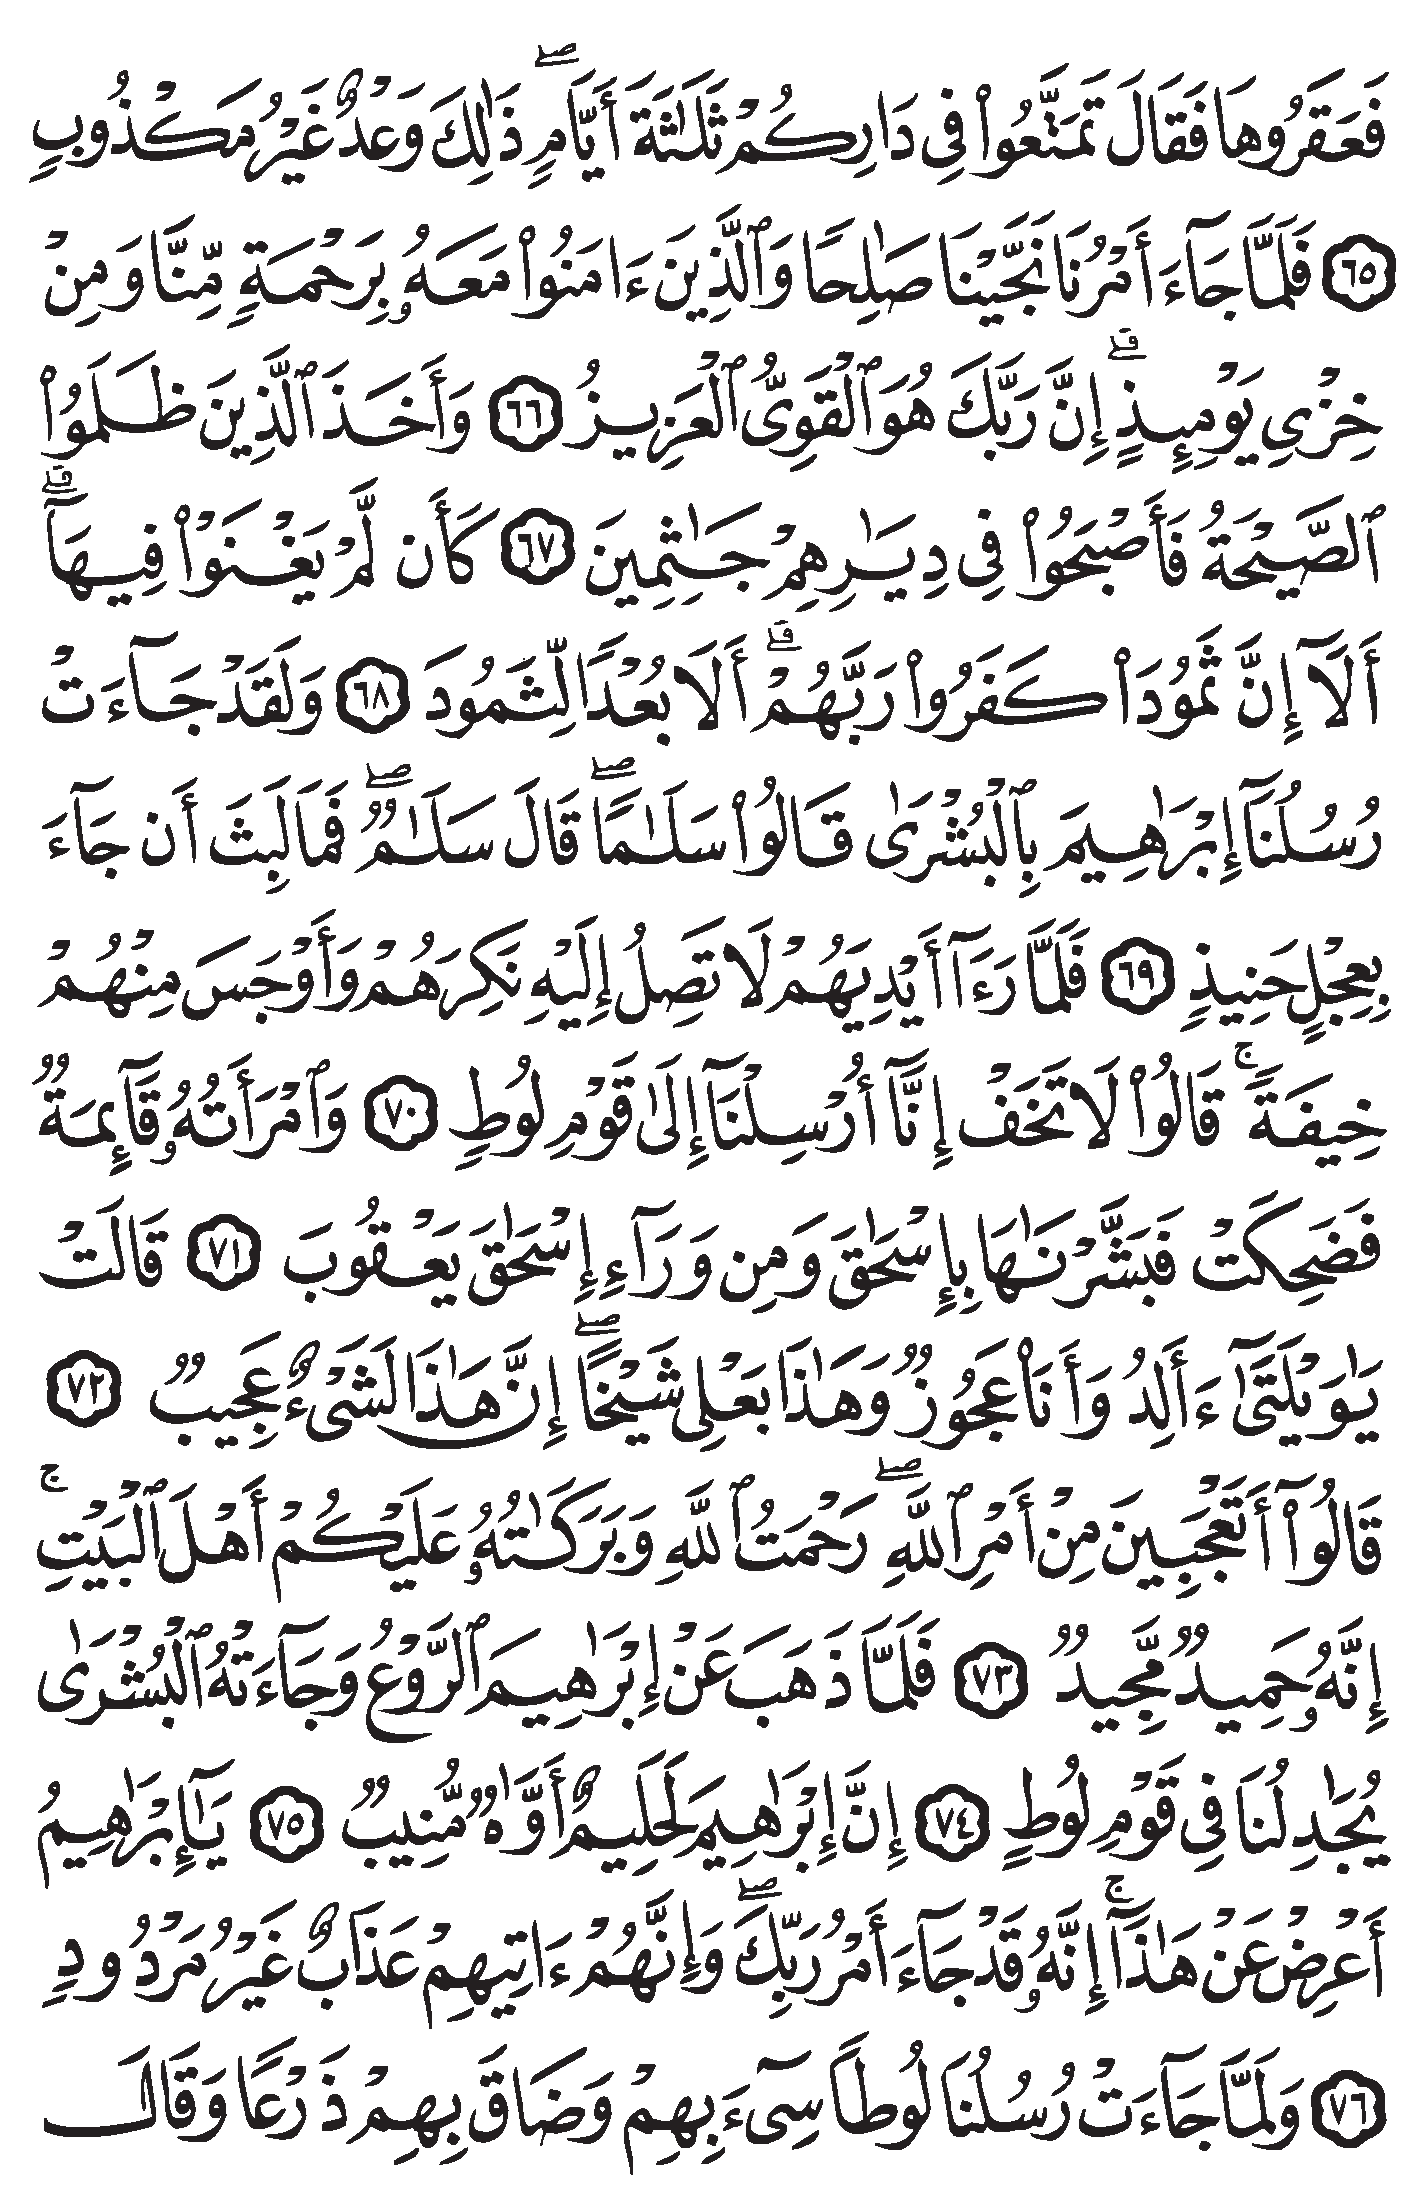 فَعَقَرُوهَا فَقَالَ تَمَتَّعُوا۟ فِى دَارِكُمْ ثَلَـٰثَةَ أَيَّامٍ ۖ ذَٰلِكَ وَعْدٌ غَيْرُ مَكْذُوبٍ
٦٥ فَلَمَّا جَآءَ أَمْرُنَا نَجَّيْنَا صَـٰلِحًا وَٱلَّذِينَ ءَامَنُوا۟ مَعَهُۥ بِرَحْمَةٍ مِّنَّا وَمِنْ
خِزْىِ يَوْمِئِذٍ ۗ إِنَّ رَبَّكَ هُوَ ٱلْقَوِىُّ ٱلْعَزِيزُ ٦٦ وَأَخَذَ ٱلَّذِينَ ظَلَمُوا۟
ٱلصَّيْحَةُ فَأَصْبَحُوا۟ فِى دِيَـٰرِهِمْ جَـٰثِمِينَ ٦٧ كَأَن لَّمْ يَغْنَوْا۟ فِيهَآ ۗ
أَلَآ إِنَّ ثَمُودَا۟ كَفَرُوا۟ رَبَّهُمْ ۗ أَلَا بُعْدًا لِّثَمُودَ ٦٨ وَلَقَدْ جَآءَتْ
رُسُلُنَآ إِبْرَٰهِيمَ بِٱلْبُشْرَىٰ قَالُوا۟ سَلَـٰمًا ۖ قَالَ سَلَـٰمٌ ۖ فَمَا لَبِثَ أَن جَآءَ
بِعِجْلٍ حَنِيذٍ ٦٩ فَلَمَّا رَءَآ أَيْدِيَهُمْ لَا تَصِلُ إِلَيْهِ نَكِرَهُمْ وَأَوْجَسَ مِنْهُمْ
خِيفَةً ۚ قَالُوا۟ لَا تَخَفْ إِنَّآ أُرْسِلْنَآ إِلَىٰ قَوْمِ لُوطٍ ٧٠ وَٱمْرَأَتُهُۥ قَآئِمَةٌ
فَضَحِكَتْ فَبَشَّرْنَـٰهَا بِإِسْحَـٰقَ وَمِن وَرَآءِ إِسْحَـٰقَ يَعْقُوبَ ٧١ قَالَتْ
يَـٰوَيْلَتَىٰٓ ءَأَلِدُ وَأَنَا۠ عَجُوزٌ وَهَـٰذَا بَعْلِى شَيْخًا ۖ إِنَّ هَـٰذَا لَشَىْءٌ عَجِيبٌ ٧٢
قَالُوٓا۟ أَتَعْجَبِينَ مِنْ أَمْرِ ٱللَّهِ ۖ رَحْمَتُ ٱللَّهِ وَبَرَكَـٰتُهُۥ عَلَيْكُمْ أَهْلَ ٱلْبَيْتِ ۚ
إِنَّهُۥ حَمِيدٌ مَّجِيدٌ ٧٣ فَلَمَّا ذَهَبَ عَنْ إِبْرَٰهِيمَ ٱلرَّوْعُ وَجَآءَتْهُ ٱلْبُشْرَىٰ
يُجَـٰدِلُنَا فِى قَوْمِ لُوطٍ ٧٤ إِنَّ إِبْرَٰهِيمَ لَحَلِيمٌ أَوَّٰهٌ مُّنِيبٌ ٧٥ يَـٰٓإِبْرَٰهِيمُ
أَعْرِضْ عَنْ هَـٰذَآ ۚ إِنَّهُۥ قَدْ جَآءَ أَمْرُ رَبِّكَ ۖ وَإِنَّهُمْ ءَاتِيهِمْ عَذَابٌ غَيْرُ مَرْدُودٍ
٧٦ وَلَمَّا جَآءَتْ رُسُلُنَا لُوطًا سِىٓءَ بِهِمْ وَضَاقَ بِهِمْ ذَرْعًا وَقَالَ